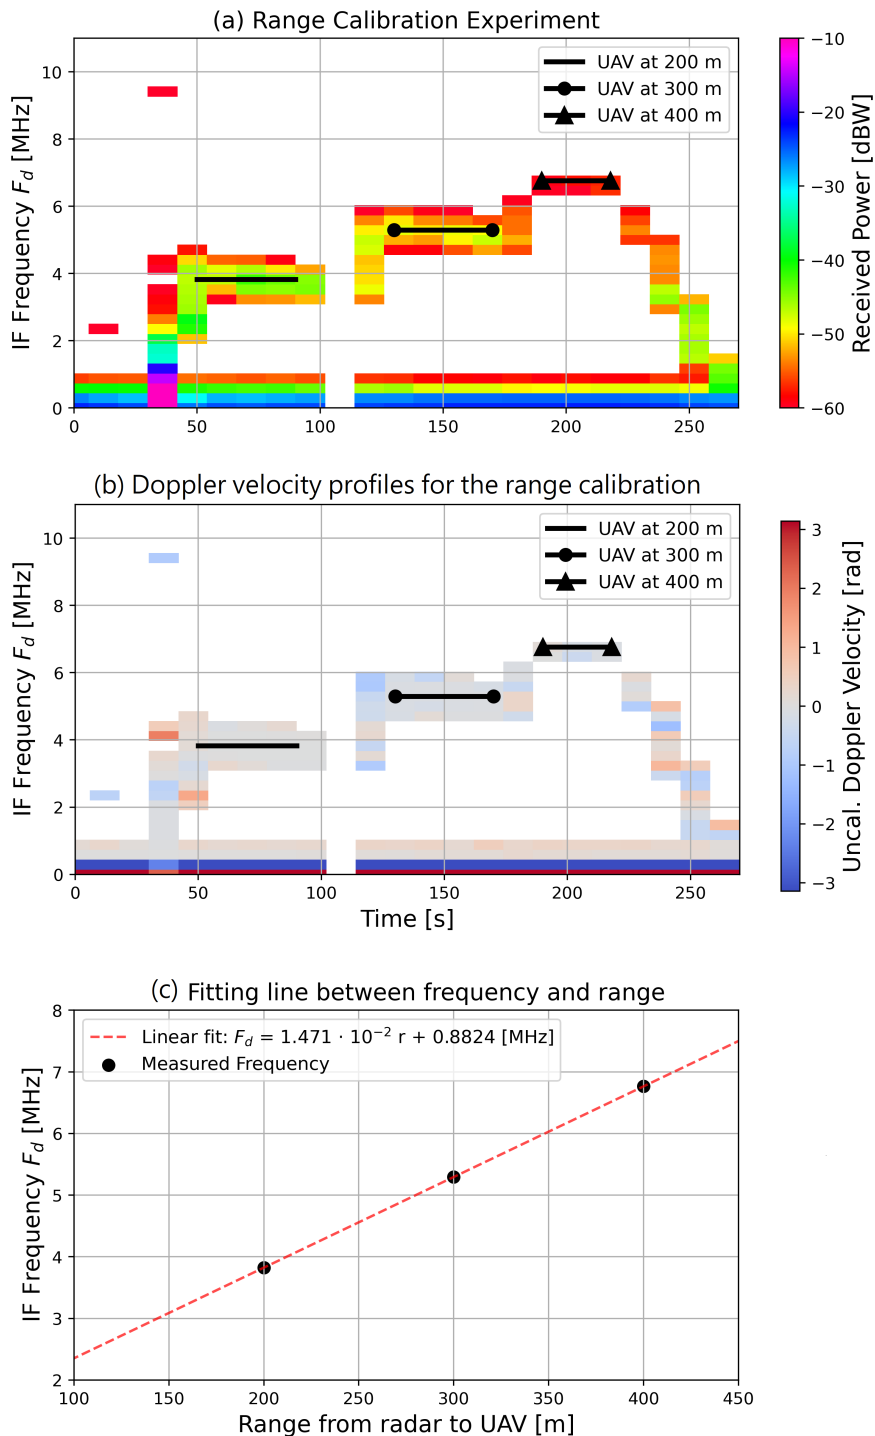 (a) Range Calibration Experiment
IF Frequency F_d [MHz]
10
8
6
4
2
0
0 50 100 150 200 250
UAV at 200 m
UAV at 300 m
UAV at 400 m
−10
−20
−30
−40
−50
−60
Received Power [dBW]
(b) Doppler velocity profiles for the range calibration
IF Frequency F_d [MHz]
10
8
6
4
2
0
0 50 100 150 200 250
Time [s]
UAV at 200 m
UAV at 300 m
UAV at 400 m
3
2
1
0
−1
−2
−3
Uncal. Doppler Velocity [rad]
(c) Fitting line between frequency and range
IF Frequency F_d [MHz]
8
7
6
5
4
3
2
Linear fit: F_d = 1.471 · 10⁻² r + 0.8824 [MHz]
Measured Frequency
100 150 200 250 300 350 400 450
Range from radar to UAV [m]